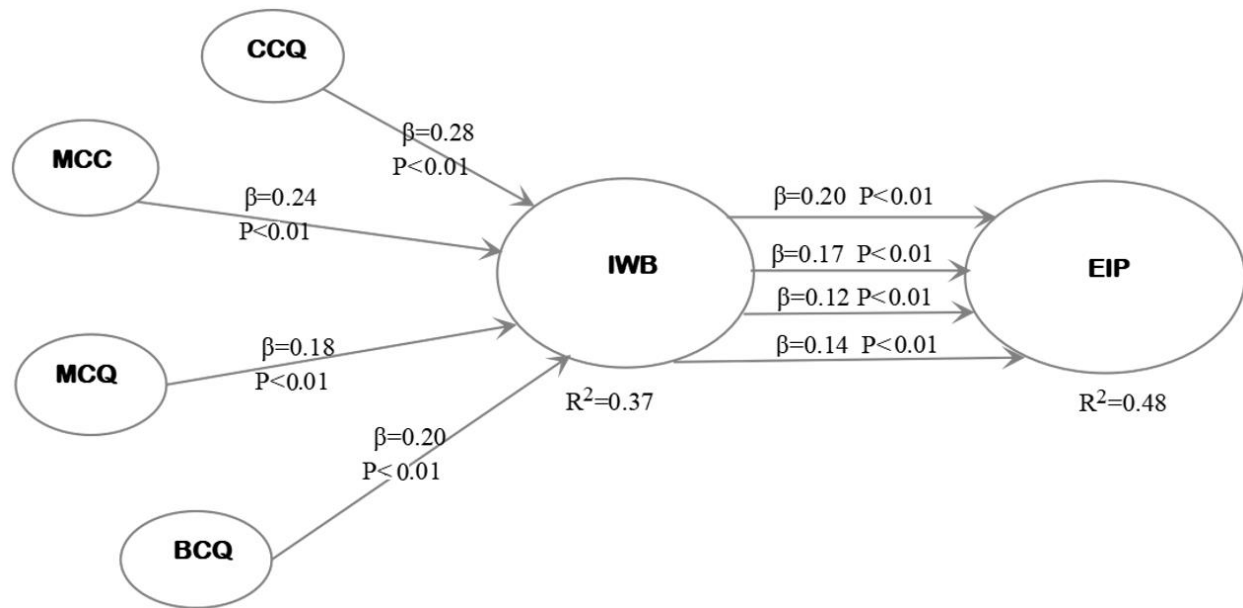 CCQ
β=0.28
P<0.01
MCC
β=0.24
P<0.01
β=0.20 P<0.01
β=0.17 P<0.01
IWB
EIP
β=0.12 P<0.01
β=0.14 P<0.01
MCQ
β=0.18
P<0.01
R²=0.37
R²=0.48
β=0.20
P<0.01
BCQ